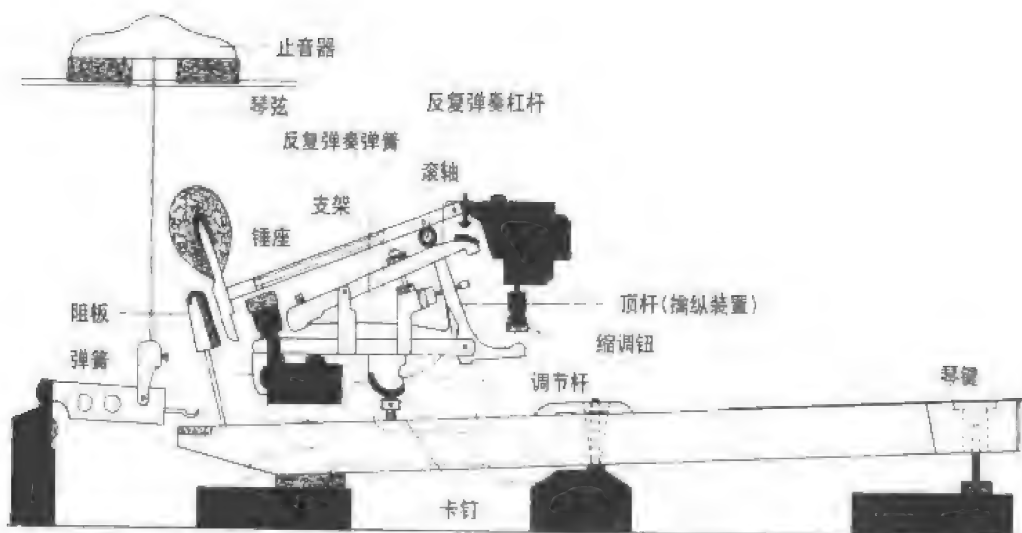 止音器
琴弦
反复弹奏杠杆
反复弹奏弹簧
滚轴
支架
锤座
阻板
顶杆(擒纵装置)
弹簧
缩调钮
调节杆
琴键
卡钉